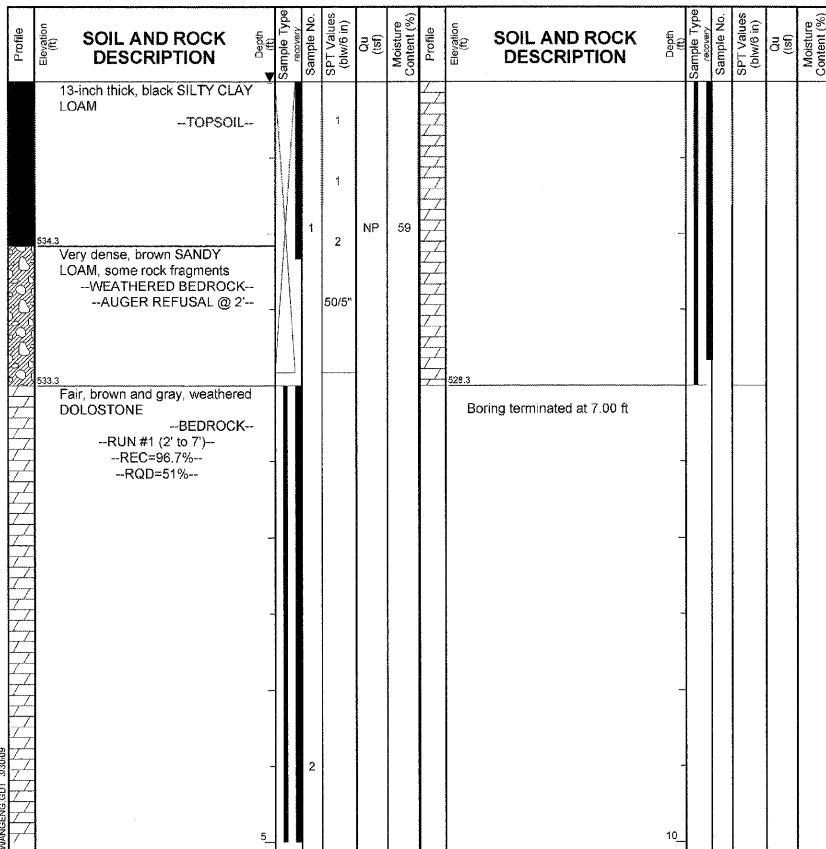 Profile
Elevation
(ft)
SOIL AND ROCK
DESCRIPTION
Depth
(ft)
Sample Type
recovery
Sample No.
SPT Values
(blw/6 in)
Qu
(tsf)
Moisture
Content (%)
Profile
Elevation
(ft)
SOIL AND ROCK
DESCRIPTION
Depth
(ft)
Sample Type
recovery
Sample No.
SPT Values
(blw/6 in)
Qu
(tsf)
Moisture
Content (%)
13-inch thick, black SILTY CLAY
LOAM
--TOPSOIL--
1
1
1
2
NP
59
534.3
Very dense, brown SANDY
LOAM, some rock fragments
--WEATHERED BEDROCK--
--AUGER REFUSAL @ 2'--
50/5"
533.3
Fair, brown and gray, weathered
DOLOSTONE
--BEDROCK--
--RUN #1 (2' to 7')--
--REC=96.7%--
--RQD=51%--
2
5
528.3
Boring terminated at 7.00 ft
10
WANGENG.GDT 3/30/09